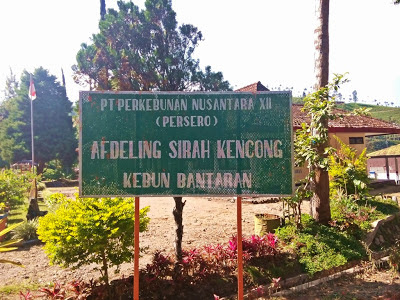 PT PERKEBUNAN NUSANTARA XII
(PERSERO)
AFDELING SIRAH KENCONG
KEBUN BANTARAN